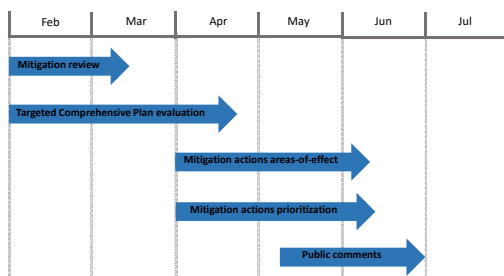 Feb Mar Apr May Jun Jul
Mitigation review
Targeted Comprehensive Plan evaluation
Mitigation actions areas-of-effect
Mitigation actions prioritization
Public comments